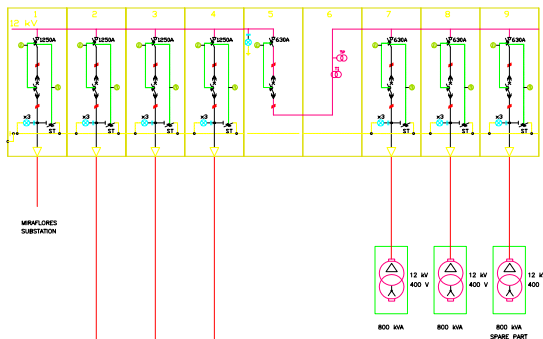 1 2 3 4 5 6 7 8 9
12 kV
1250A 1250A 1250A 1250A 630A 630A 630A 630A
x3 x3 x3 x3 x3 x3 x3
ST ST ST ST ST ST ST
MIRAFLORES
SUBSTATION
12 kV 12 kV 12 k
400 V 400 V 400
800 kVA 800 kVA 800 kVA
SPARE PART